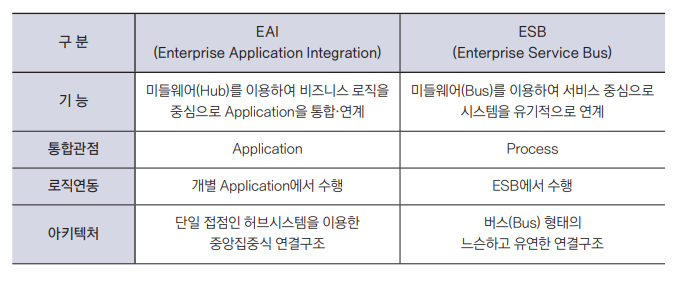 구 분
EAI
(Enterprise Application Integration)
ESB
(Enterprise Service Bus)
기 능
미들웨어(Hub)를 이용하여 비즈니스 로직을
중심으로 Application을 통합·연계
미들웨어(Bus)를 이용하여 서비스 중심으로
시스템을 유기적으로 연계
통합관점
Application
Process
로직연동
개별 Application에서 수행
ESB에서 수행
아키텍처
단일 접점인 허브시스템을 이용한
중앙집중식 연결구조
버스(Bus) 형태의
느슨하고 유연한 연결구조